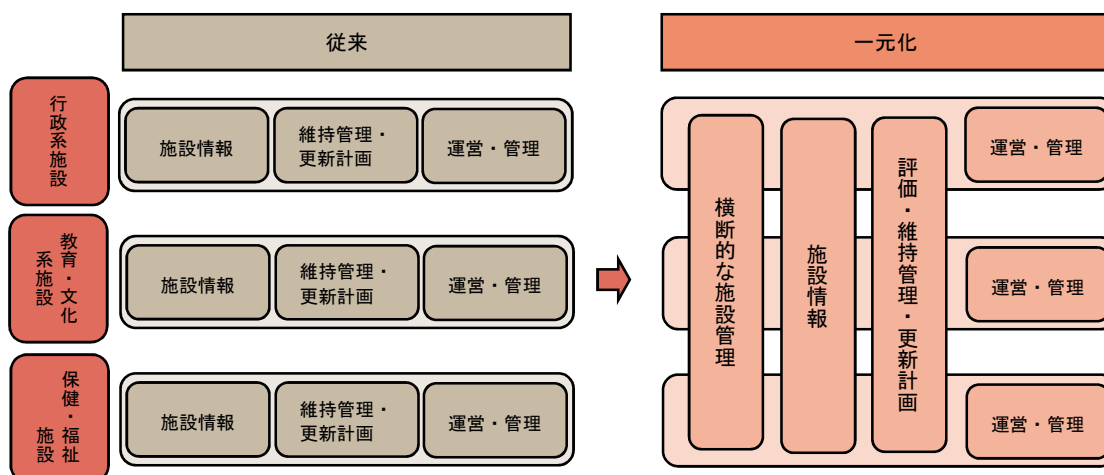 従来
一元化
行政系施設
施設情報
維持管理・
更新計画
運営・管理
運営・管理
教育・文化
系施設
施設情報
維持管理・
更新計画
運営・管理
運営・管理
保健・福祉
施設
施設情報
維持管理・
更新計画
運営・管理
運営・管理
横断的な施設管理
施設情報
評価・維持管理・更新計画